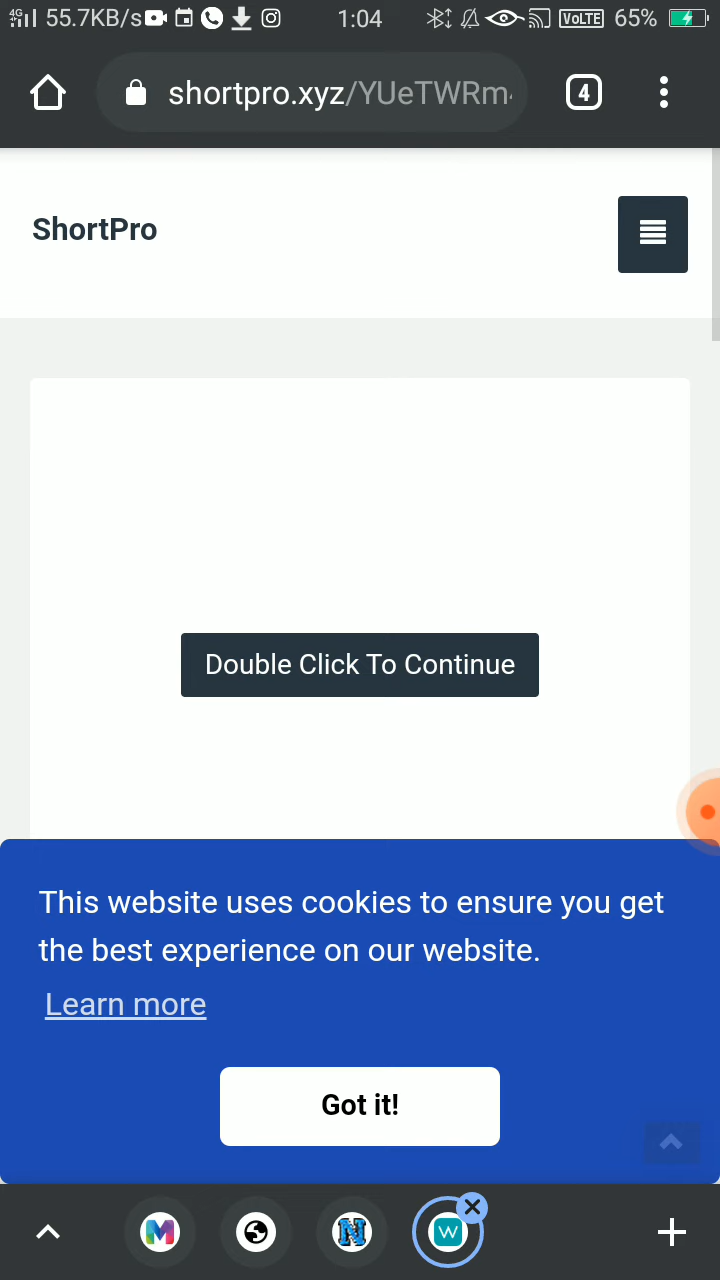 4G 55.7KB/s 1:04 VoLTE 65%
shortpro.xyz/YUeTWRm 4
ShortPro
Double Click To Continue
This website uses cookies to ensure you get
the best experience on our website.
Learn more
Got it!
M N W